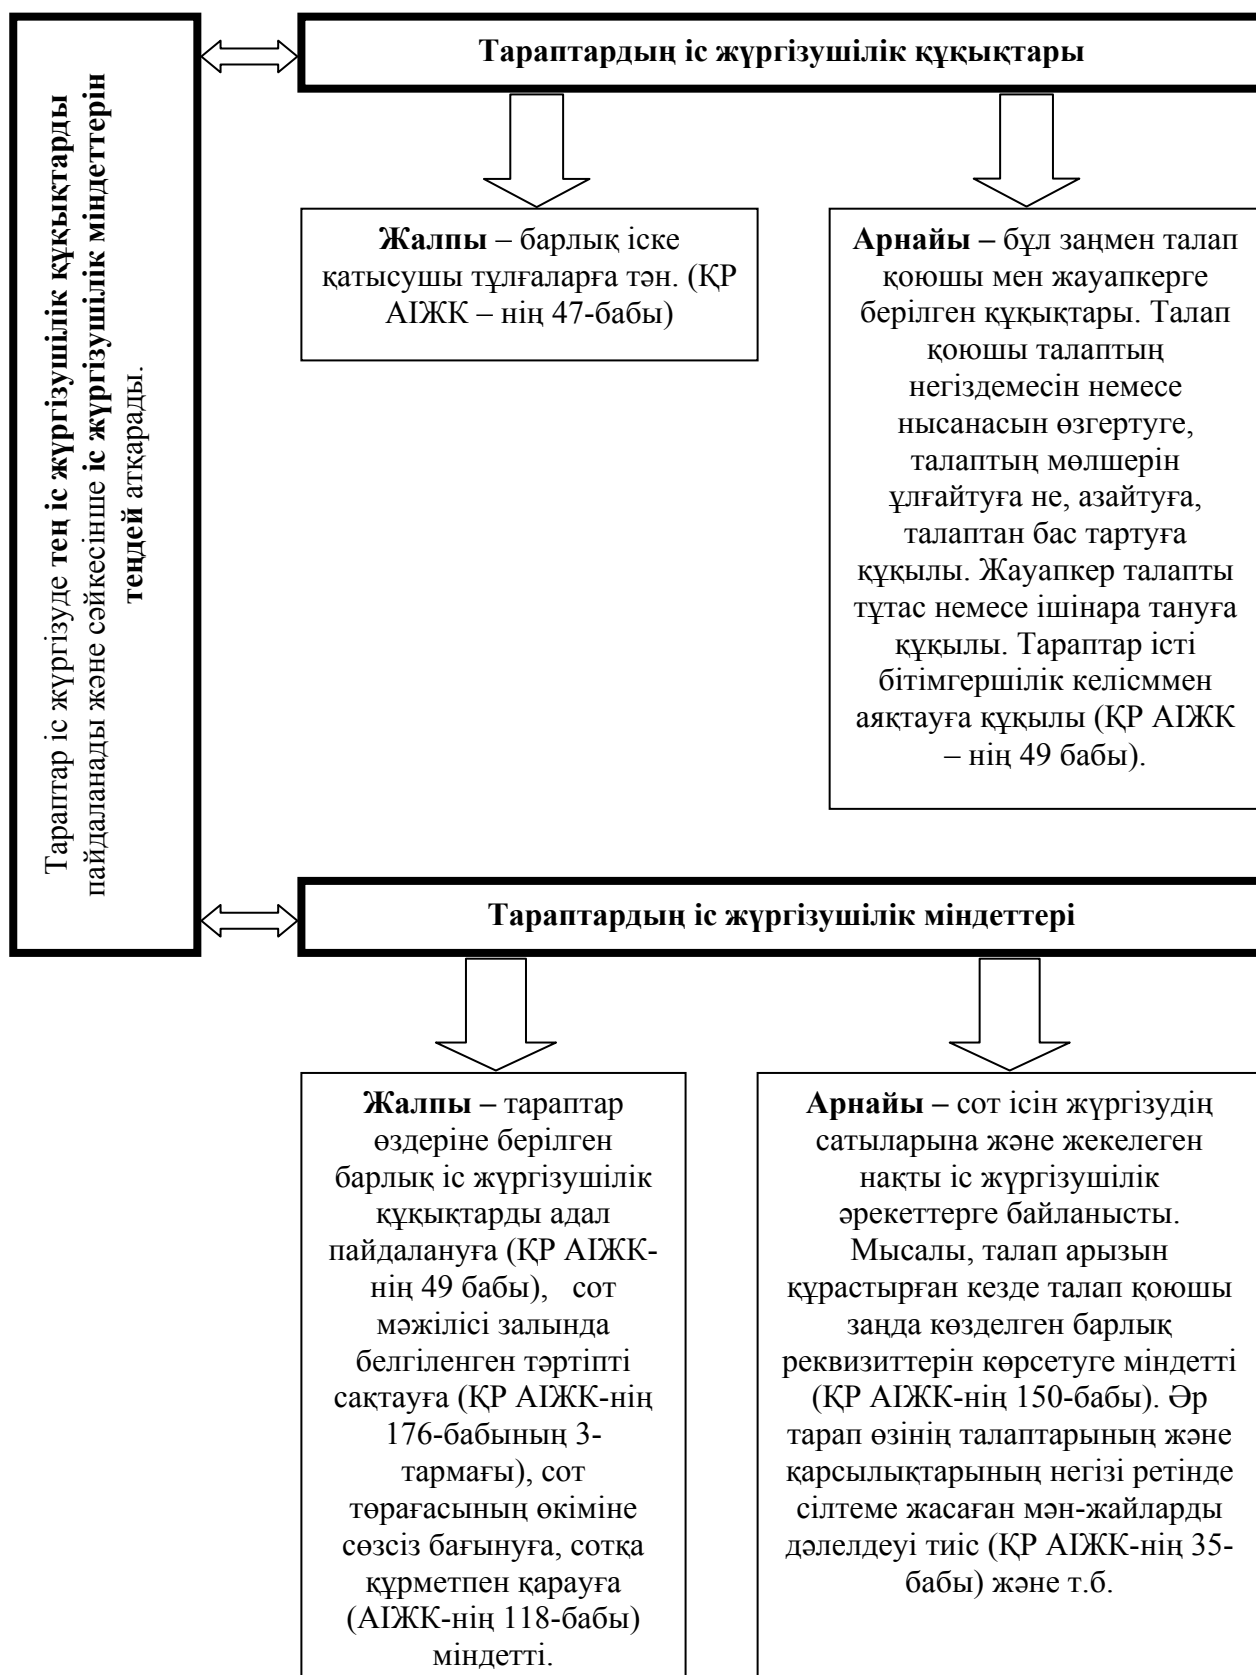 Тараптар іс жүргізуде тең іс жүргізушілік құқықтарды
пайдаланады және сәйкесінше іс жүргізушілік міндеттерін
теңдей атқарады.
Тараптардың іс жүргізушілік құқықтары
Жалпы – барлық іске
қатысушы тұлғаларға тән. (ҚР
АІЖК – нің 47-бабы)
Арнайы – бұл заңмен талап
қоюшы мен жауапкерге
берілген құқықтары. Талап
қоюшы талаптың
негіздемесін немесе
нысанасын өзгертуге,
талаптың мөлшерін
ұлғайтуға не, азайтуға,
талаптан бас тартуға
құқылы. Жауапкер талапты
тұтас немесе ішінара тануға
құқылы. Тараптар істі
бітімгершілік келісммен
аяқтауға құқылы (ҚР АІЖК
– нің 49 бабы).
Тараптардың іс жүргізушілік міндеттері
Жалпы – тараптар
өздеріне берілген
барлық іс жүргізушілік
құқықтарды адал
пайдалануға (ҚР АІЖК-
нің 49 бабы), сот
мәжілісі залында
белгіленген тәртіпті
сақтауға (ҚР АІЖК-нің
176-бабының 3-
тармағы), сот
төрағасының өкіміне
сөзсіз бағынуға, сотқа
құрметпен қарауға
(АІЖК-нің 118-бабы)
міндетті.
Арнайы – сот ісін жүргізудің
сатыларына және жекелеген
нақты іс жүргізушілік
әрекеттерге байланысты.
Мысалы, талап арызын
құрастырған кезде талап қоюшы
заңда көзделген барлық
реквизиттерін көрсетуге міндетті
(ҚР АІЖК-нің 150-бабы). Әр
тарап өзінің талаптарының және
қарсылықтарының негізі ретінде
сілтеме жасаған мән-жайларды
дәлелдеуі тиіс (ҚР АІЖК-нің 35-
бабы) және т.б.